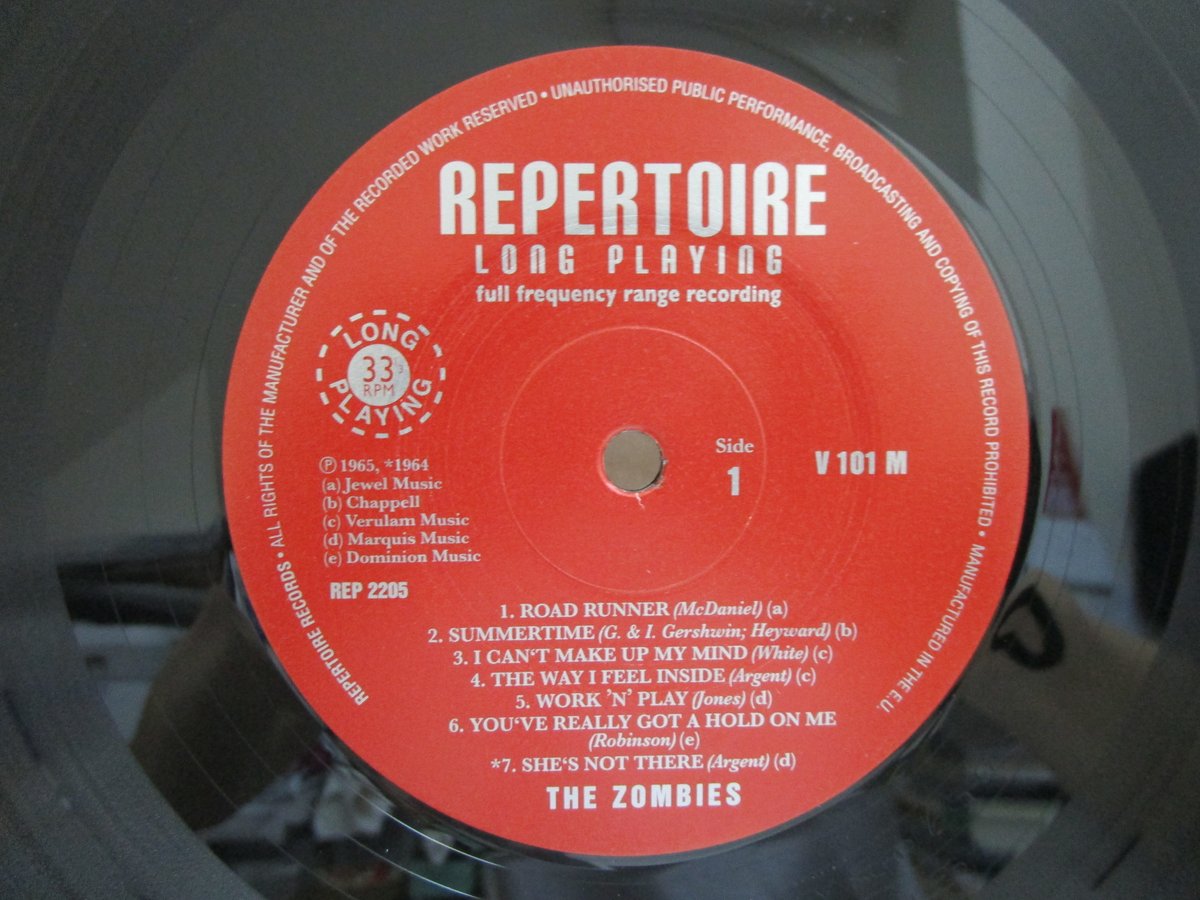 REPERTOIRE RECORDS • ALL RIGHTS OF THE MANUFACTURER AND OF THE RECORDED WORK RESERVED • UNAUTHORISED PUBLIC PERFORMANCE, BROADCASTING AND COPYING OF THIS RECORD PROHIBITED • MANUFACTURED IN THE E.U.
REPERTOIRE
LONG PLAYING
full frequency range recording
LONG
33 1/3
RPM
PLAYING
Side
1
V 101 M
℗ 1965, *1964
(a) Jewel Music
(b) Chappell
(c) Verulam Music
(d) Marquis Music
(e) Dominion Music
REP 2205
1. ROAD RUNNER (McDaniel) (a)
2. SUMMERTIME (G. & I. Gershwin; Heyward) (b)
3. I CAN‘T MAKE UP MY MIND (White) (c)
4. THE WAY I FEEL INSIDE (Argent) (c)
5. WORK ’N’ PLAY (Jones) (d)
6. YOU‘VE REALLY GOT A HOLD ON ME
(Robinson) (e)
*7. SHE‘S NOT THERE (Argent) (d)
THE ZOMBIES